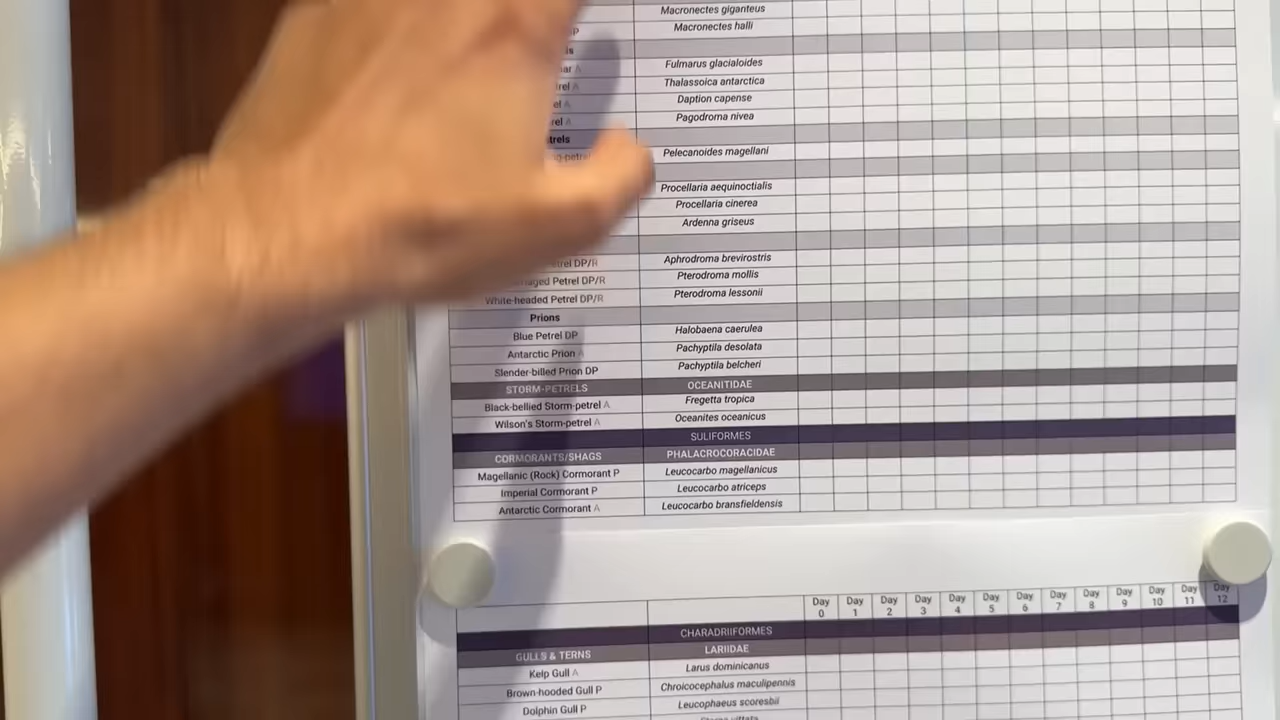 Macronectes giganteus
P Macronectes halli
A Fulmarus glacialoides
A Thalassoica antarctica
A Daption capense
A Pagodroma nivea
Pelecanoides magellani
Procellaria aequinoctialis
Procellaria cinerea
Ardenna griseus
DP/R Aphrodroma brevirostris
Petrel DP/R Pterodroma mollis
White-headed Petrel DP/R Pterodroma lessonii
Prions
Blue Petrel DP Halobaena caerulea
Antarctic Prion A Pachyptila desolata
Slender-billed Prion DP Pachyptila belcheri
STORM-PETRELS OCEANITIDAE
Black-bellied Storm-petrel A Fregetta tropica
Wilson's Storm-petrel A Oceanites oceanicus
SULIFORMES
CORMORANTS/SHAGS PHALACROCORACIDAE
Magellanic (Rock) Cormorant P Leucocarbo magellanicus
Imperial Cormorant P Leucocarbo atriceps
Antarctic Cormorant A Leucocarbo bransfieldensis
Day 0 Day 1 Day 2 Day 3 Day 4 Day 5 Day 6 Day 7 Day 8 Day 9 Day 10 Day 11 Day 12
CHARADRIIFORMES
GULLS & TERNS LARIIDAE
Kelp Gull A Larus dominicanus
Brown-hooded Gull P Chroicocephalus maculipennis
Dolphin Gull P Leucophaeus scoresbii